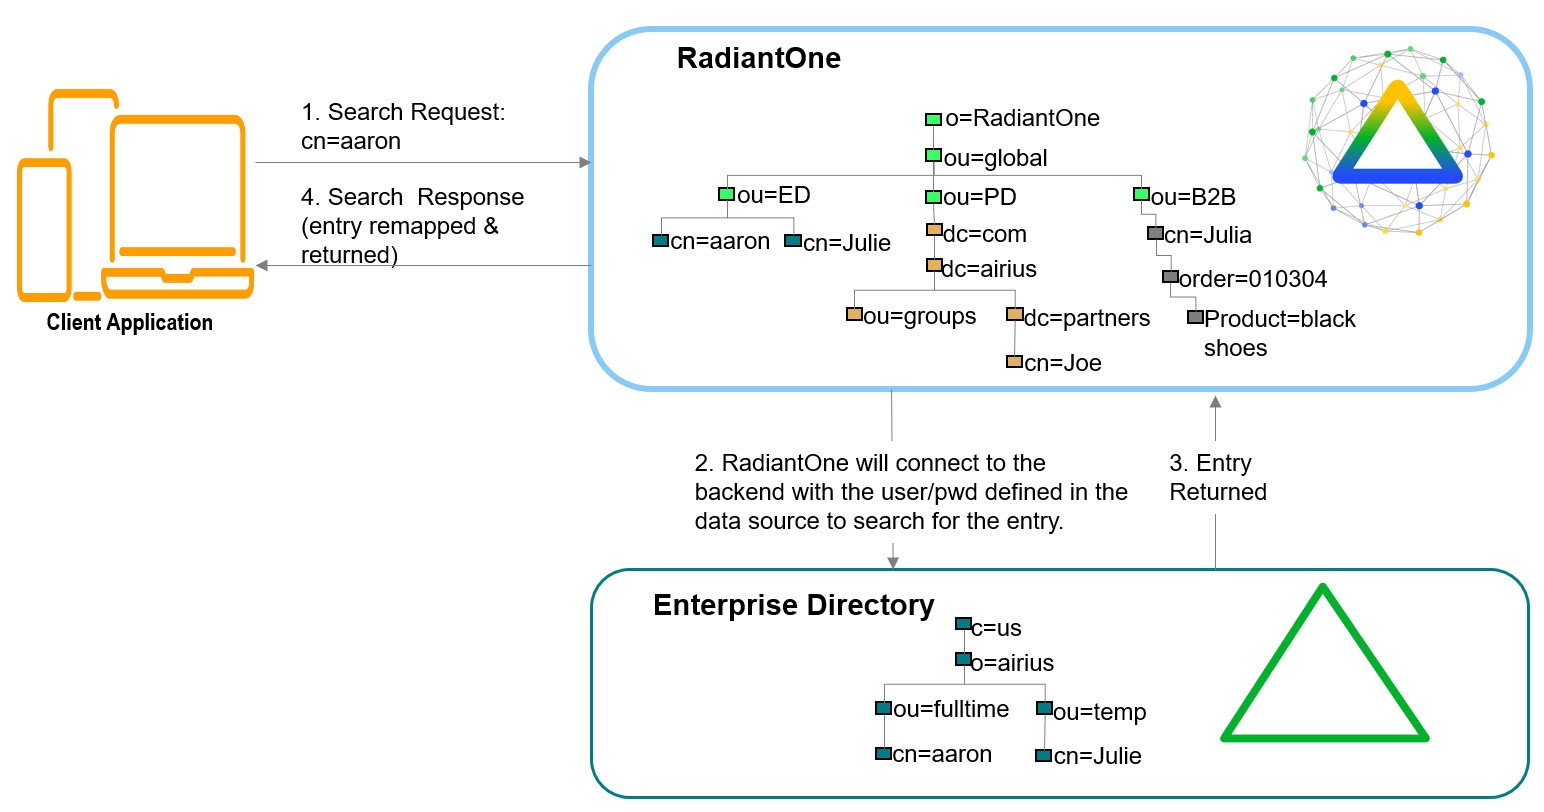 RadiantOne
1. Search Request:
cn=aaron
4. Search  Response
(entry remapped &
returned)
Client Application
o=RadiantOne
ou=global
ou=ED
ou=PD
ou=B2B
cn=aaron
cn=Julie
dc=com
cn=Julia
dc=airius
order=010304
ou=groups
dc=partners
Product=black
shoes
cn=Joe
2. RadiantOne will connect to the
backend with the user/pwd defined in the
data source to search for the entry.
3. Entry
Returned
Enterprise Directory
c=us
o=airius
ou=fulltime
ou=temp
cn=aaron
cn=Julie